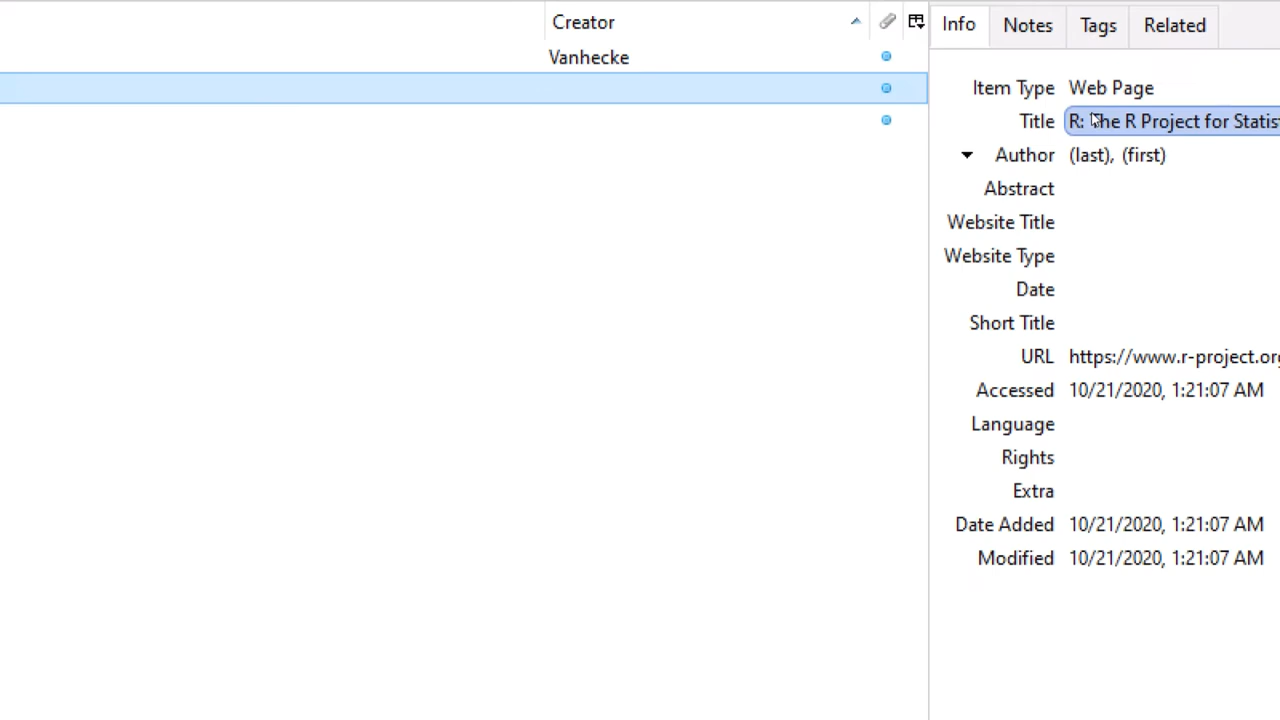 Creator
Vanhecke
Info Notes Tags Related
Item Type Web Page
Title R: The R Project for Statis
Author (last), (first)
Abstract
Website Title
Website Type
Date
Short Title
URL https://www.r-project.org
Accessed 10/21/2020, 1:21:07 AM
Language
Rights
Extra
Date Added 10/21/2020, 1:21:07 AM
Modified 10/21/2020, 1:21:07 AM